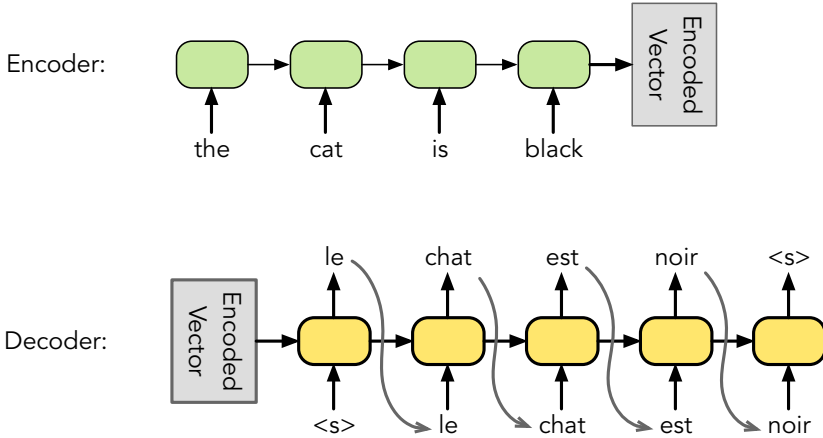 Encoder:
Encoded
Vector
the cat is black
le chat est noir <s>
Encoded
Vector
Decoder:
<s> le chat est noir